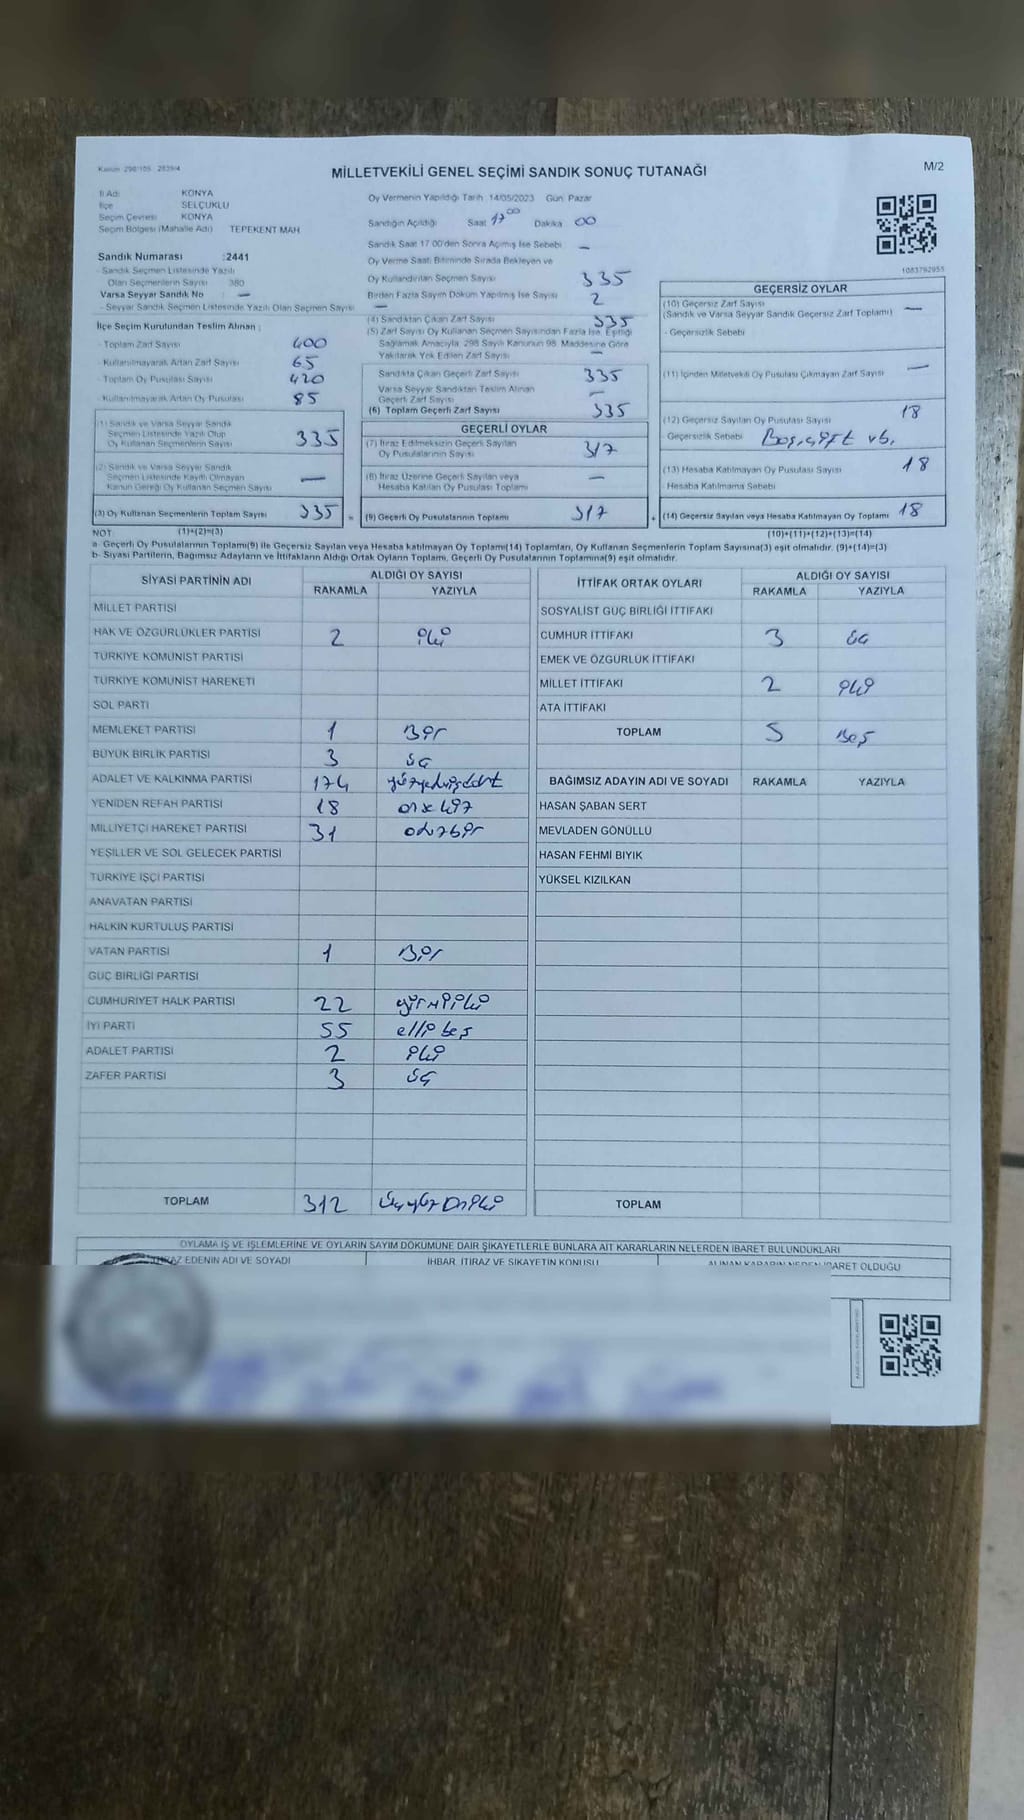 MİLLETVEKİLİ GENEL SEÇİMİ SANDIK SONUÇ TUTANAĞI
M/2
İl Adı KONYA
İlçe SELÇUKLU
Seçim Çevresi KONYA
Seçim Bölgesi (Mahalle Adı) TEPEKENT MAH
Sandık Numarası :2441
Sandık Seçmen Listesinde Yazılı
Olan Seçmenlerin Sayısı 380
Varsa Seyyar Sandık No —
- Seyyar Sandık Seçmen Listesinde Yazılı Olan Seçmen Sayısı —
İlçe Seçim Kurulundan Teslim Alınan ;
- Toplam Zarf Sayısı 400
- Kullanılmayarak Artan Zarf Sayısı 65
- Toplam Oy Pusulası Sayısı 420
- Kullanılmayarak Artan Oy Pusulası 85
(1) Sandık ve Varsa Seyyar Sandık
Seçmen Listesinde Yazılı Olup
Oy Kullanan Seçmenlerin Sayısı 335
(2) Sandık ve Varsa Seyyar Sandık
Seçmen Listesinde Kayıtlı Olmayan
Kanun Gereği Oy Kullanan Seçmen Sayısı —
(3) Oy Kullanan Seçmenlerin Toplam Sayısı 335
Oy Vermenin Yapıldığı Tarih 14/05/2023 Gün Pazar
Sandığın Açıldığı Saat 17 00 Dakika 00
Sandık Saat 17 00'den Sonra Açımış İse Sebebi —
Oy Verme Saati Bitiminde Sırada Bekleyen ve
Oy Kullandırılan Seçmen Sayısı 335
Birden Fazla Sayım Döküm Yapılmış İse Sayısı 2
(4) Sandıktan Çıkan Zarf Sayısı 335
(5) Zarf Sayısı Oy Kullanan Seçmen Sayısından Fazla İse, Eşitliği
Sağlamak Amacıyla, 298 Sayılı Kanunun 98. Maddesine Göre
Yakılarak Yok Edilen Zarf Sayısı —
Sandıkta Çıkan Geçerli Zarf Sayısı 335
Varsa Seyyar Sandıktan Teslim Alınan
Geçerli Zarf Sayısı —
(6) Toplam Geçerli Zarf Sayısı 335
GEÇERLİ OYLAR
(7) İtiraz Edilmeksizin Geçerli Sayılan
Oy Pusulalarının Sayısı 317
(8) İtiraz Üzerine Geçerli Sayılan veya
Hesaba Katılan Oy Pusulası Toplamı —
(9) Geçerli Oy Pusulalarının Toplamı 317
1083792955
GEÇERSİZ OYLAR
(10) Geçersiz Zarf Sayısı
(Sandık ve Varsa Seyyar Sandık Geçersiz Zarf Toplamı) —
- Geçersizlik Sebebi
(11) İçinden Milletvekili Oy Pusulası Çıkmayan Zarf Sayısı —
(12) Geçersiz Sayılan Oy Pusulası Sayısı 18
Geçersizlik Sebebi Boş, çift vb.
(13) Hesaba Katılmayan Oy Pusulası Sayısı 18
- Hesaba Katılmama Sebebi
(14) Geçersiz Sayılan veya Hesaba Katılmayan Oy Toplamı 18
NOT (1)+(2)=(3)
(10)+(11)+(12)+(13)=(14)
a- Geçerli Oy Pusulalarının Toplamı(9) ile Geçersiz Sayılan veya Hesaba katılmayan Oy Toplamı(14) Toplamları, Oy Kullanan Seçmenlerin Toplam Sayısına(3) eşit olmalıdır. (9)+(14)=(3)
b- Siyasi Partilerin, Bağımsız Adayların ve İttifakların Aldığı Ortak Oyların Toplamı, Geçerli Oy Pusulalarının Toplamına(9) eşit olmalıdır.
SİYASİ PARTİNİN ADI ALDIĞI OY SAYISI
RAKAMLA YAZIYLA
MİLLET PARTİSİ
HAK VE ÖZGÜRLÜKLER PARTİSİ 2 iki
TÜRKİYE KOMÜNİST PARTİSİ
TÜRKİYE KOMÜNİST HAREKETİ
SOL PARTİ
MEMLEKET PARTİSİ 1 Bir
BÜYÜK BİRLİK PARTİSİ 3 üç
ADALET VE KALKINMA PARTİSİ 174 yüzyetmişdört
YENİDEN REFAH PARTİSİ 18 onsekiz
MİLLİYETÇİ HAREKET PARTİSİ 31 otuzbir
YEŞİLLER VE SOL GELECEK PARTİSİ
TÜRKİYE İŞÇİ PARTİSİ
ANAVATAN PARTİSİ
HALKIN KURTULUŞ PARTİSİ
VATAN PARTİSİ 1 Bir
GÜÇ BİRLİĞİ PARTİSİ
CUMHURİYET HALK PARTİSİ 22 yirmiiki
İYİ PARTİ 55 elli beş
ADALET PARTİSİ 2 iki
ZAFER PARTİSİ 3 üç
TOPLAM 312 üçyüz oniki
İTTİFAK ORTAK OYLARI ALDIĞI OY SAYISI
RAKAMLA YAZIYLA
SOSYALİST GÜÇ BİRLİĞİ İTTİFAKI
CUMHUR İTTİFAKI 3 üç
EMEK VE ÖZGÜRLÜK İTTİFAKI
MİLLET İTTİFAKI 2 iki
ATA İTTİFAKI
TOPLAM 5 Beş
BAĞIMSIZ ADAYIN ADI VE SOYADI RAKAMLA YAZIYLA
HASAN ŞABAN SERT
MEVLADEN GÖNÜLLÜ
HASAN FEHMİ BIYIK
YÜKSEL KIZILKAN
TOPLAM
OYLAMA İŞ VE İŞLEMLERİNE VE OYLARIN SAYIM DÖKÜMÜNE DAİR ŞİKAYETLERLE BUNLARA AİT KARARLARIN NELERDEN İBARET BULUNDUKLARI
EDENİN ADI VE SOYADI İHBAR, İTİRAZ VE ŞİKAYETİN KONUSU ALINAN KARARIN NEDEN İBARET OLDUĞU